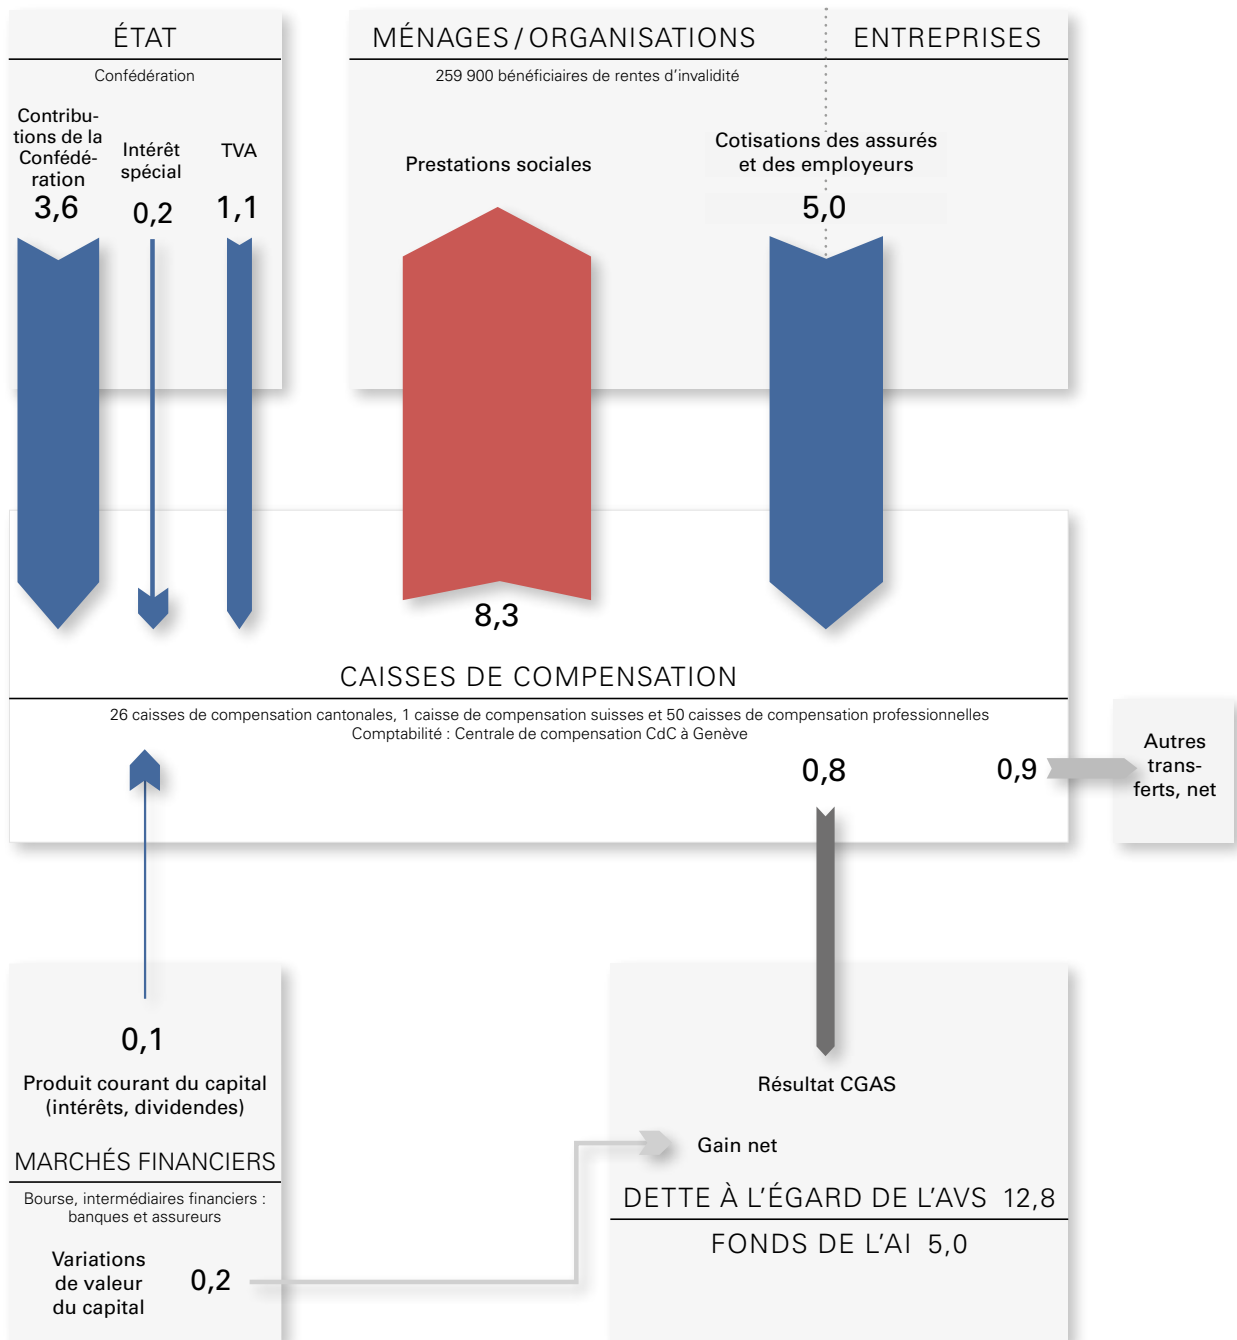 ÉTAT
Confédération
Contribu-
tions de la
Confédé-
ration
3,6
Intérêt
spécial
0,2
TVA
1,1
MÉNAGES / ORGANISATIONS
ENTREPRISES
259 900 bénéficiaires de rentes d'invalidité
Prestations sociales
Cotisations des assurés
et des employeurs
5,0
8,3
CAISSES DE COMPENSATION
26 caisses de compensation cantonales, 1 caisse de compensation suisses et 50 caisses de compensation professionnelles
Comptabilité : Centrale de compensation CdC à Genève
0,8
0,9
Autres
trans-
ferts, net
0,1
Produit courant du capital
(intérêts, dividendes)
MARCHÉS FINANCIERS
Bourse, intermédiaires financiers :
banques et assureurs
Variations
de valeur
du capital
0,2
Résultat CGAS
Gain net
DETTE À L'ÉGARD DE L'AVS 12,8
FONDS DE L'AI 5,0